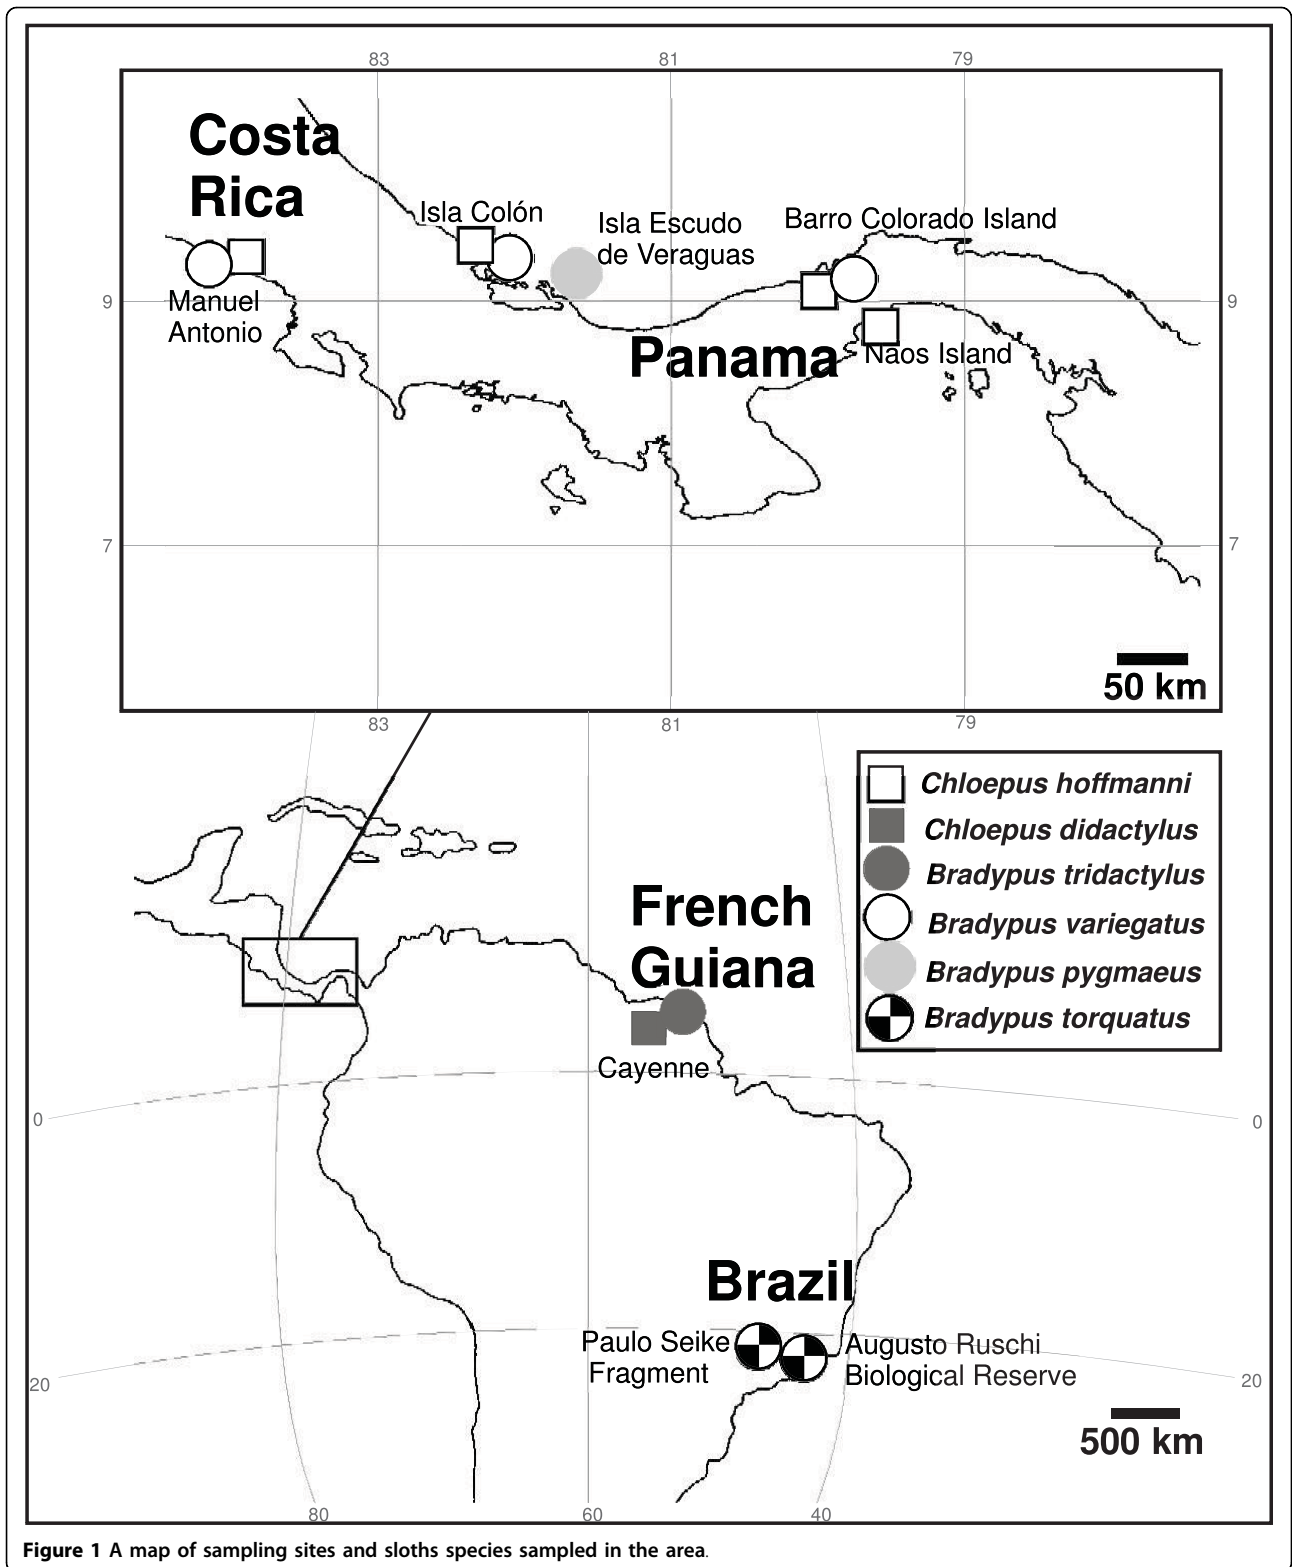 83 81 79
Costa
Rica
Isla Colón
Isla Escudo
de Veraguas
Barro Colorado Island
Manuel
Antonio
9 9
Panama
Naos Island
7 7
50 km
83 81 79
Chloepus hoffmanni
Chloepus didactylus
Bradypus tridactylus
Bradypus variegatus
Bradypus pygmaeus
Bradypus torquatus
French
Guiana
Cayenne
0 0
Brazil
Paulo Seike
Fragment
Augusto Ruschi
Biological Reserve
20 20
500 km
80 60 40
Figure 1 A map of sampling sites and sloths species sampled in the area.